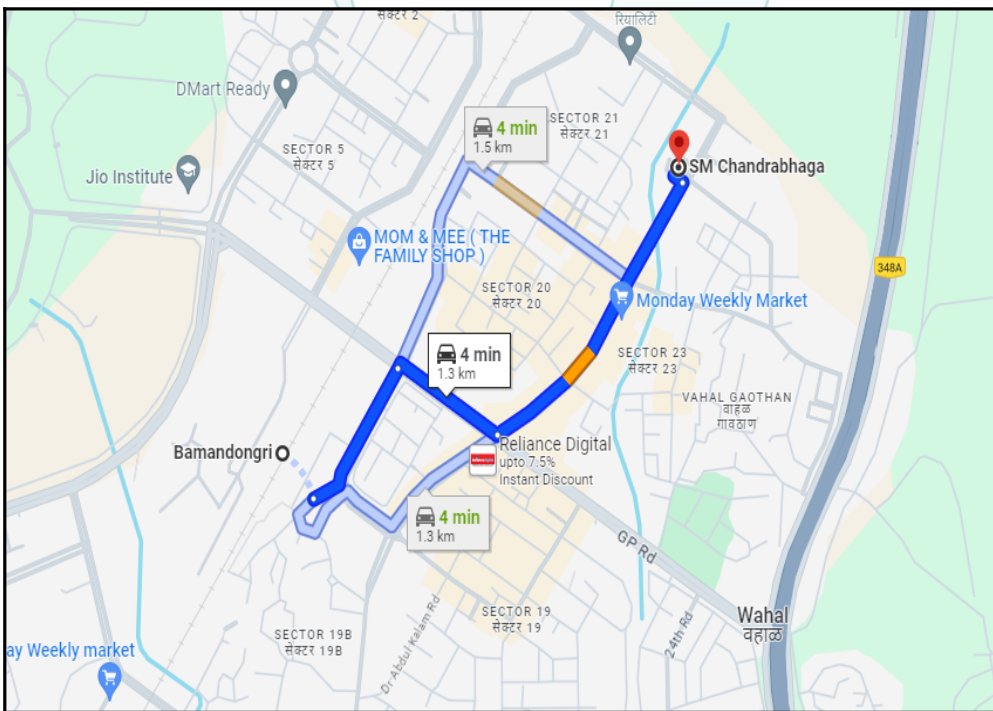 SECTOR 2
सेक्टर 2
रियालिटी
DMart Ready
4 min
1.5 km
SECTOR 21
सेक्टर 21
SECTOR 5
सेक्टर 5
Jio Institute
SM Chandrabhaga
MOM & MEE ( THE
FAMILY SHOP )
348A
SECTOR 20
सेक्टर 20
Monday Weekly Market
4 min
1.3 km
SECTOR 23
सेक्टर 23
VAHAL GAOTHAN
वाहळ
गावठाण
Bamandongri
Reliance Digital
upto 7.5%
Instant Discount
4 min
1.3 km
GP Rd
SECTOR 19
सेक्टर 19
Dr Abdul Kalam Rd
24th Rd
Wahal
वहाळ
SECTOR 19B
सेक्टर 19B
ay Weekly market